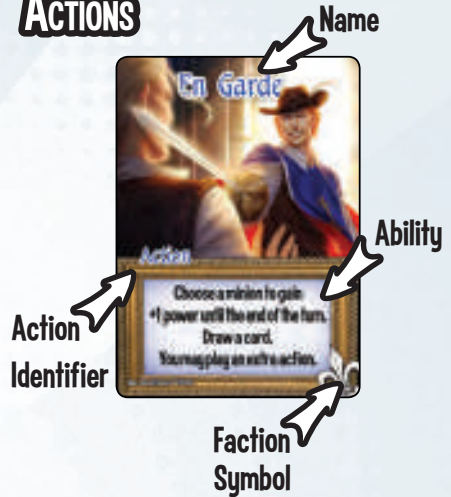 ACTIONS
Name
En Garde
Ability
Action
Choose a minion to gain
+1 power until the end of the turn.
Draw a card.
You may play an extra action.
Action
Identifier
Faction
Symbol